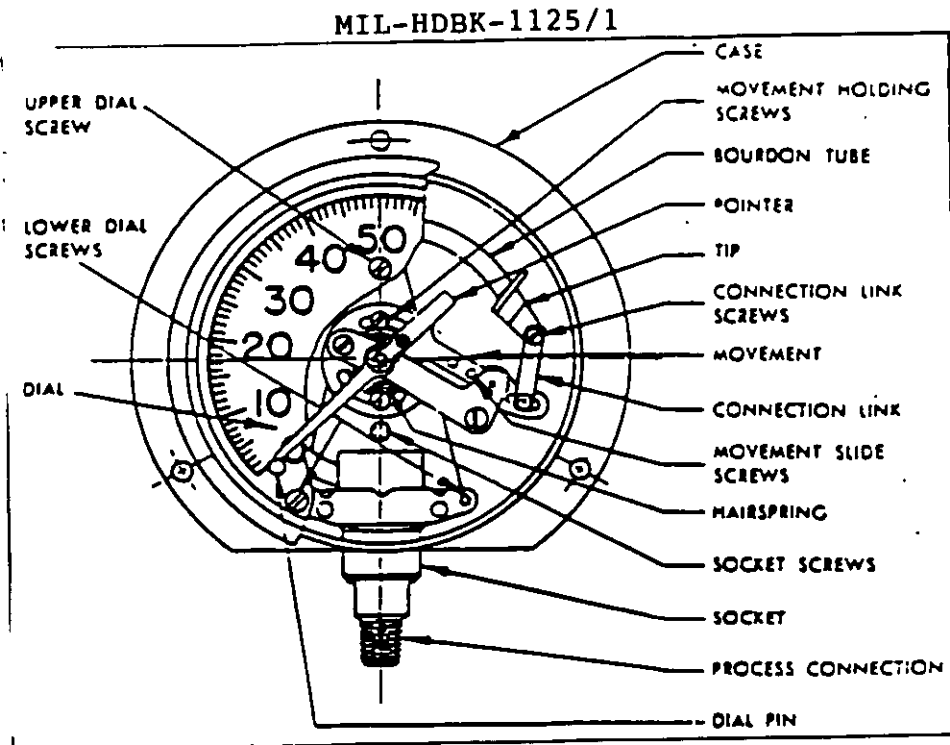 MIL-HDBK-1125/1
CASE
UPPER DIAL
SCREW
MOVEMENT HOLDING
SCREWS
BOURDON TUBE
POINTER
LOWER DIAL
SCREWS
TIP
CONNECTION LINK
SCREWS
MOVEMENT
DIAL
CONNECTION LINK
MOVEMENT SLIDE
SCREWS
HAIRSPRING
SOCKET SCREWS
SOCKET
PROCESS CONNECTION
DIAL PIN
50
40
30
20
10